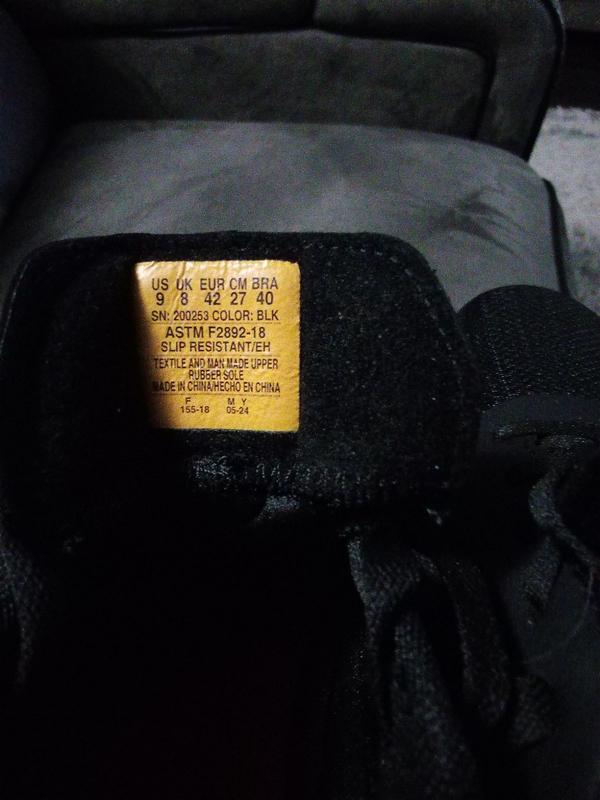 US UK EUR CM BRA
9 8 42 27 40
SN: 200253 COLOR: BLK
ASTM F2892-18
SLIP RESISTANT/EH
TEXTILE AND MAN MADE UPPER
RUBBER SOLE
MADE IN CHINA/HECHO EN CHINA
F M Y
155-18 05-24